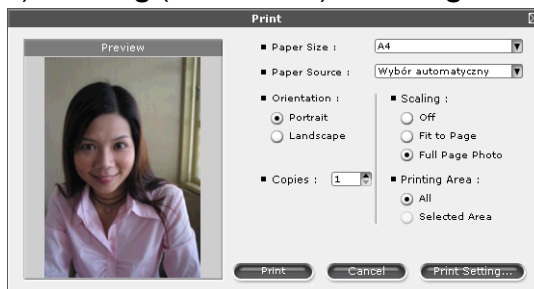 Print
Preview
Paper Size : A4
Paper Source : Wybór automatyczny
Orientation :
Portrait
Landscape
Scaling :
Off
Fit to Page
Full Page Photo
Copies : 1
Printing Area :
All
Selected Area
Print Cancel Print Setting...